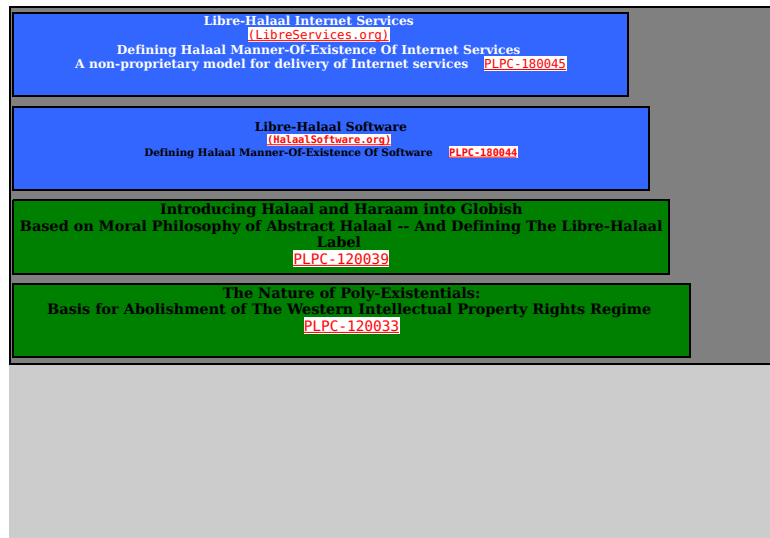 Libre-Halaal Internet Services
(LibreServices.org)
Defining Halaal Manner-Of-Existence Of Internet Services
A non-proprietary model for delivery of Internet services PLPC-180045
Libre-Halaal Software
(HalaalSoftware.org)
Defining Halaal Manner-Of-Existence Of Software PLPC-180044
Introducing Halaal and Haraam into Globish
Based on Moral Philosophy of Abstract Halaal -- And Defining The Libre-Halaal
Label
PLPC-120039
The Nature of Poly-Existentials:
Basis for Abolishment of The Western Intellectual Property Rights Regime
PLPC-120033